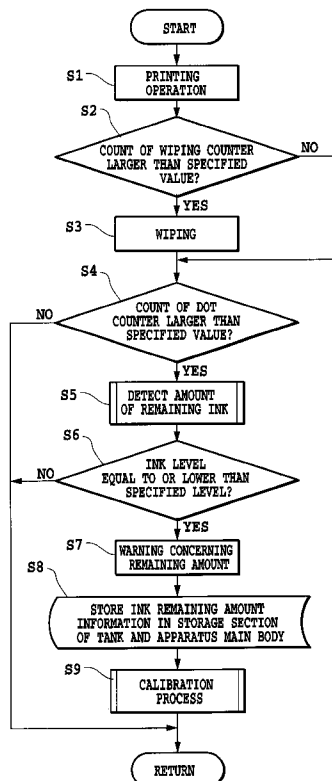 START
S1
PRINTING
OPERATION
S2
COUNT OF WIPING COUNTER
LARGER THAN SPECIFIED
VALUE?
NO
YES
S3
WIPING
S4
COUNT OF DOT
COUNTER LARGER THAN
SPECIFIED VALUE?
NO
YES
S5
DETECT AMOUNT
OF REMAINING INK
S6
INK LEVEL
EQUAL TO OR LOWER THAN
SPECIFIED LEVEL?
NO
YES
S7
WARNING CONCERNING
REMAINING AMOUNT
S8
STORE INK REMAINING AMOUNT
INFORMATION IN STORAGE SECTION
OF TANK AND APPARATUS MAIN BODY
S9
CALIBRATION
PROCESS
RETURN